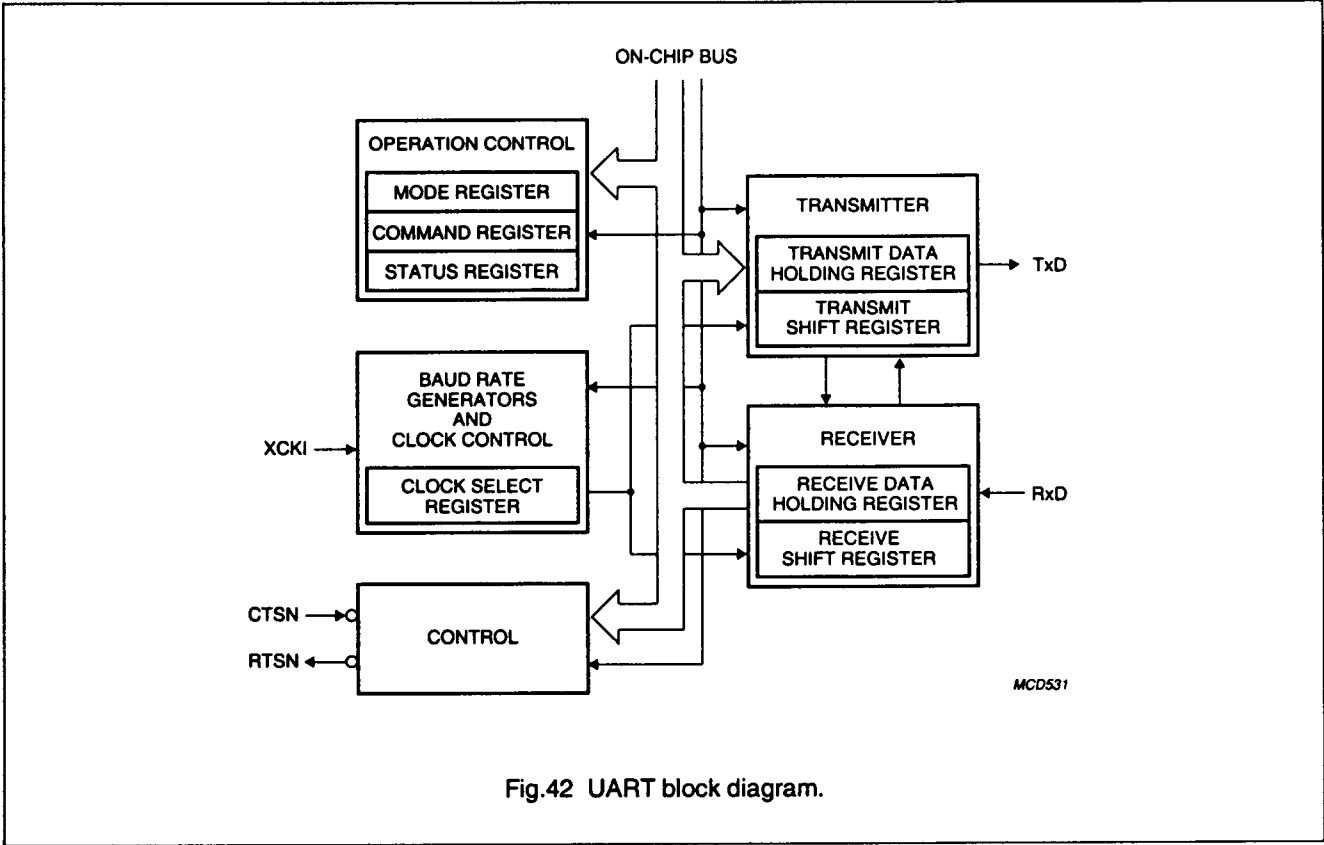 ON-CHIP BUS
OPERATION CONTROL
MODE REGISTER
COMMAND REGISTER
STATUS REGISTER
TRANSMITTER
TRANSMIT DATA
HOLDING REGISTER
TRANSMIT
SHIFT REGISTER
TxD
BAUD RATE
GENERATORS
AND
CLOCK CONTROL
XCKI
CLOCK SELECT
REGISTER
RECEIVER
RECEIVE DATA
HOLDING REGISTER
RxD
RECEIVE
SHIFT REGISTER
CTSN
CONTROL
RTSN
MCD531
Fig.42 UART block diagram.